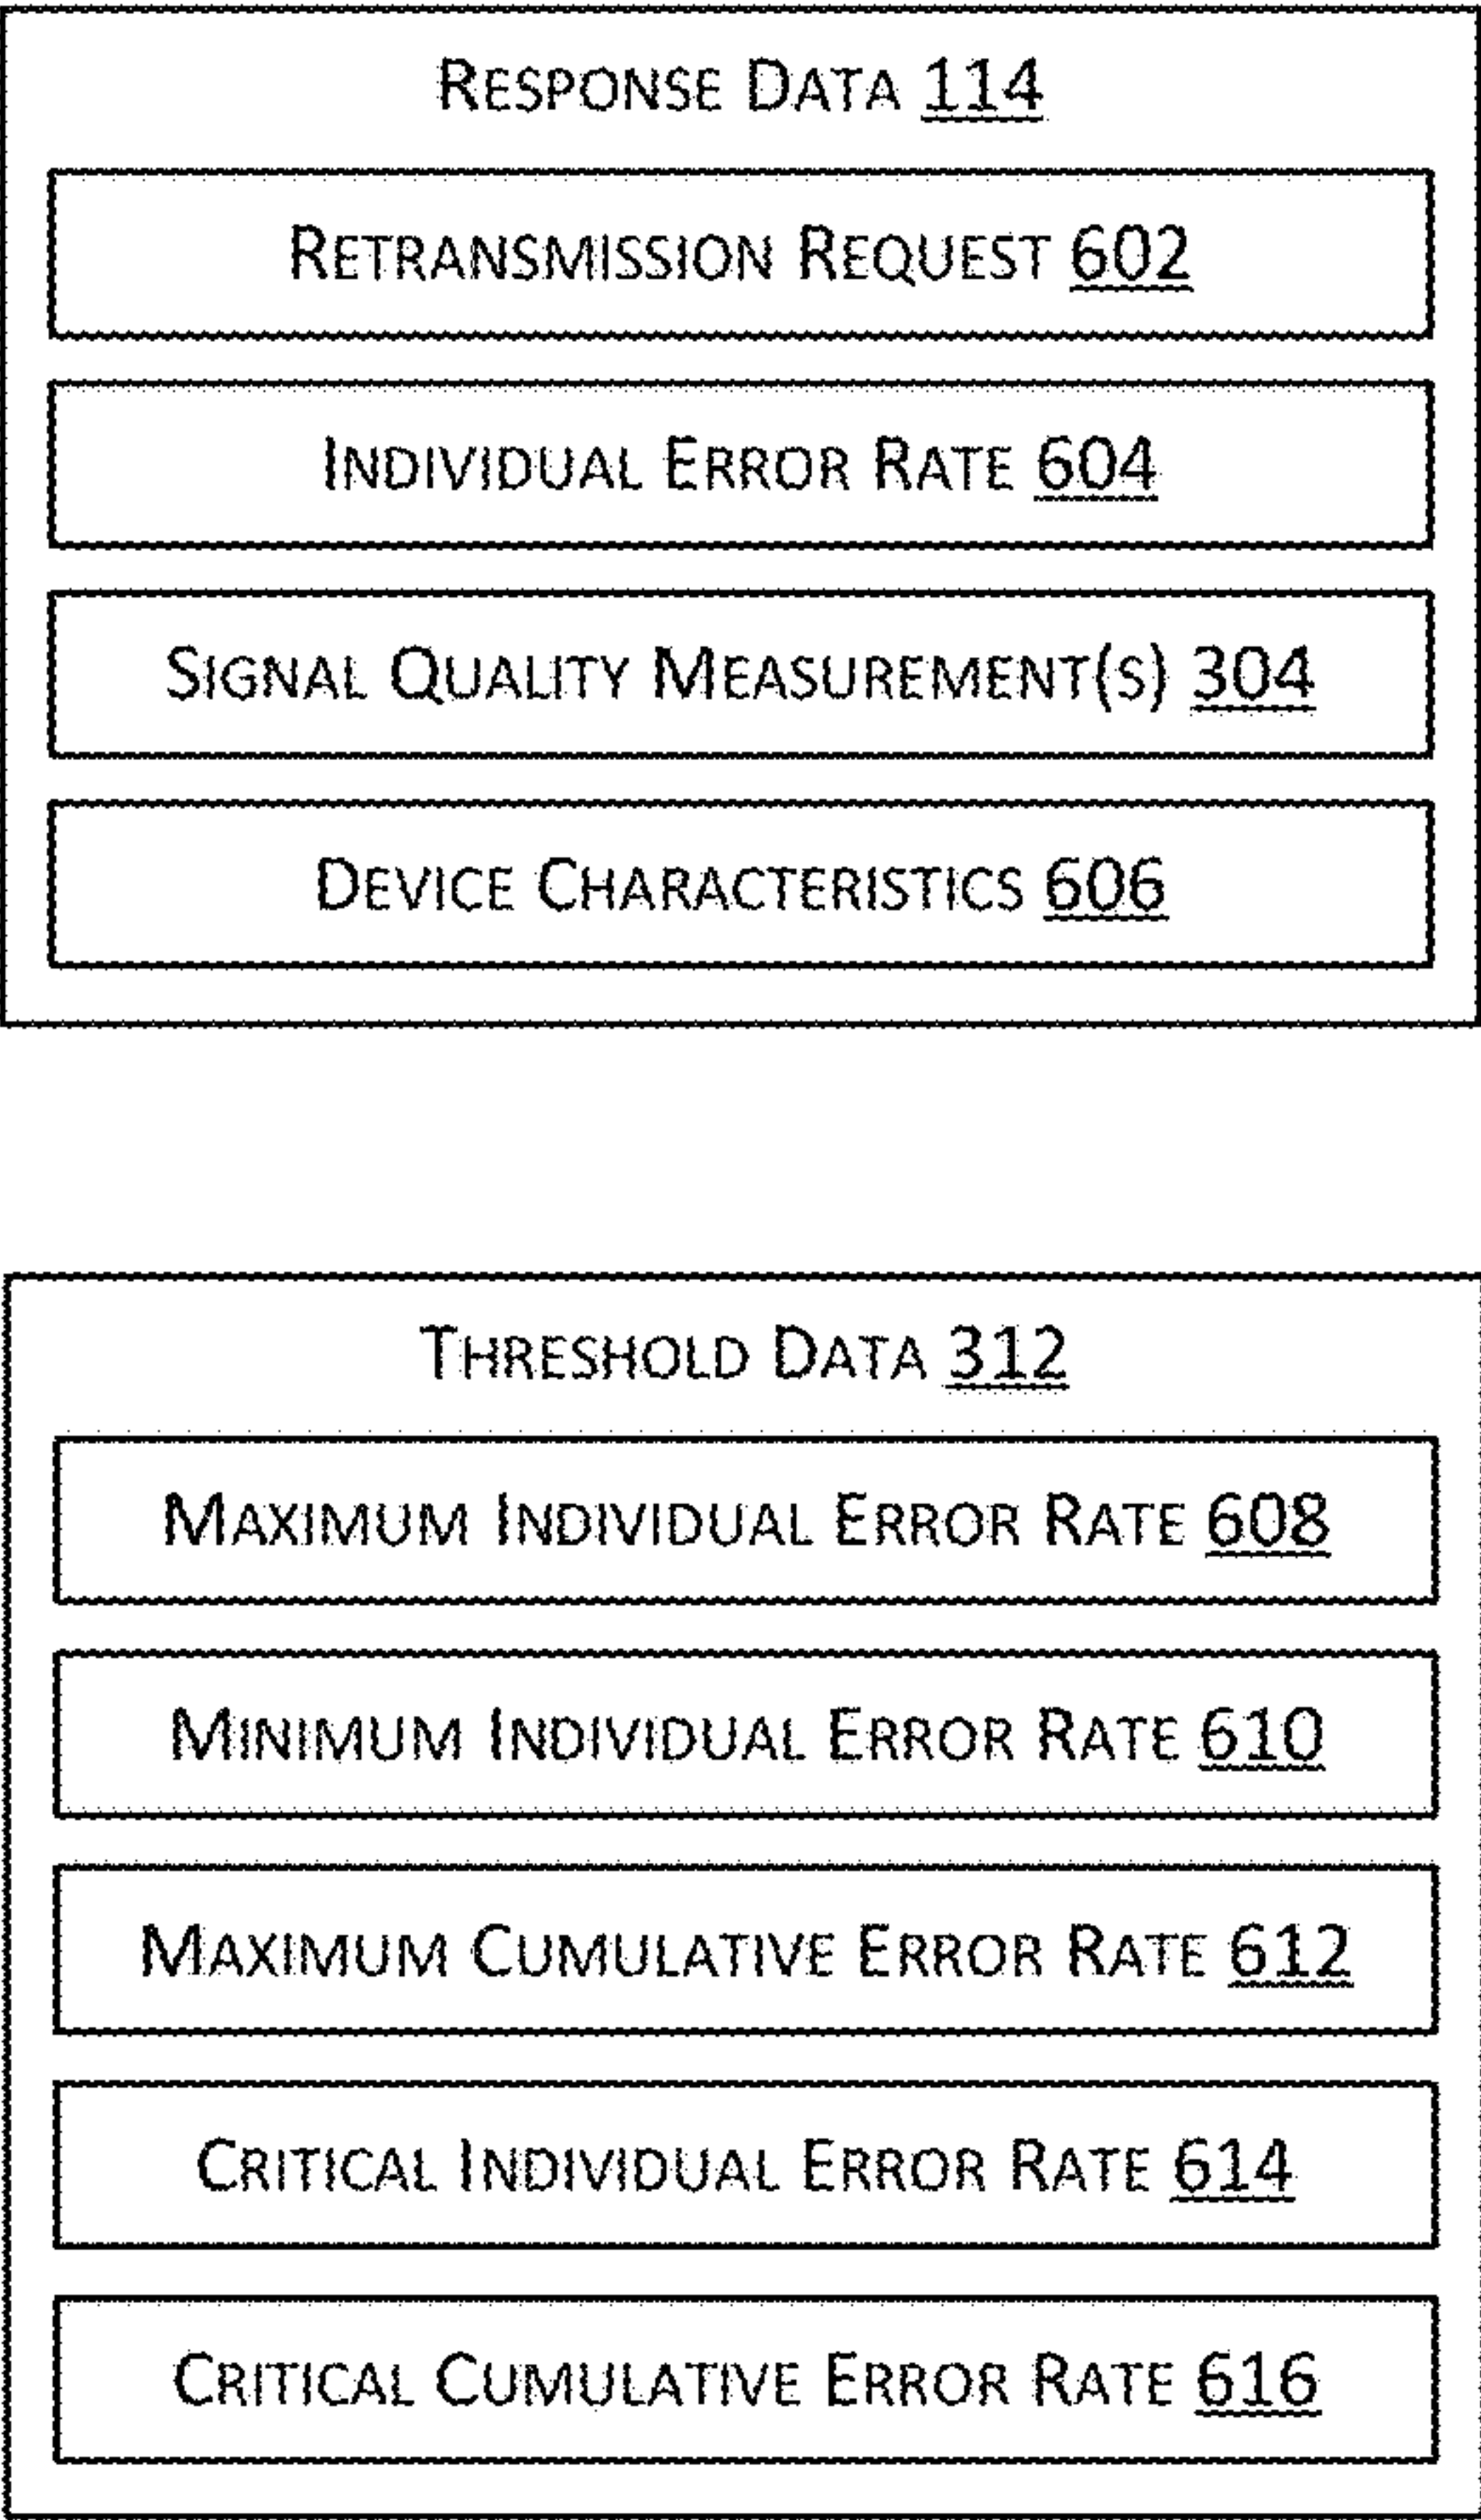 RESPONSE DATA 114
RETRANSMISSION REQUEST 602
INDIVIDUAL ERROR RATE 604
SIGNAL QUALITY MEASUREMENT(S) 304
DEVICE CHARACTERISTICS 606
THRESHOLD DATA 312
MAXIMUM INDIVIDUAL ERROR RATE 608
MINIMUM INDIVIDUAL ERROR RATE 610
MAXIMUM CUMULATIVE ERROR RATE 612
CRITICAL INDIVIDUAL ERROR RATE 614
CRITICAL CUMULATIVE ERROR RATE 616